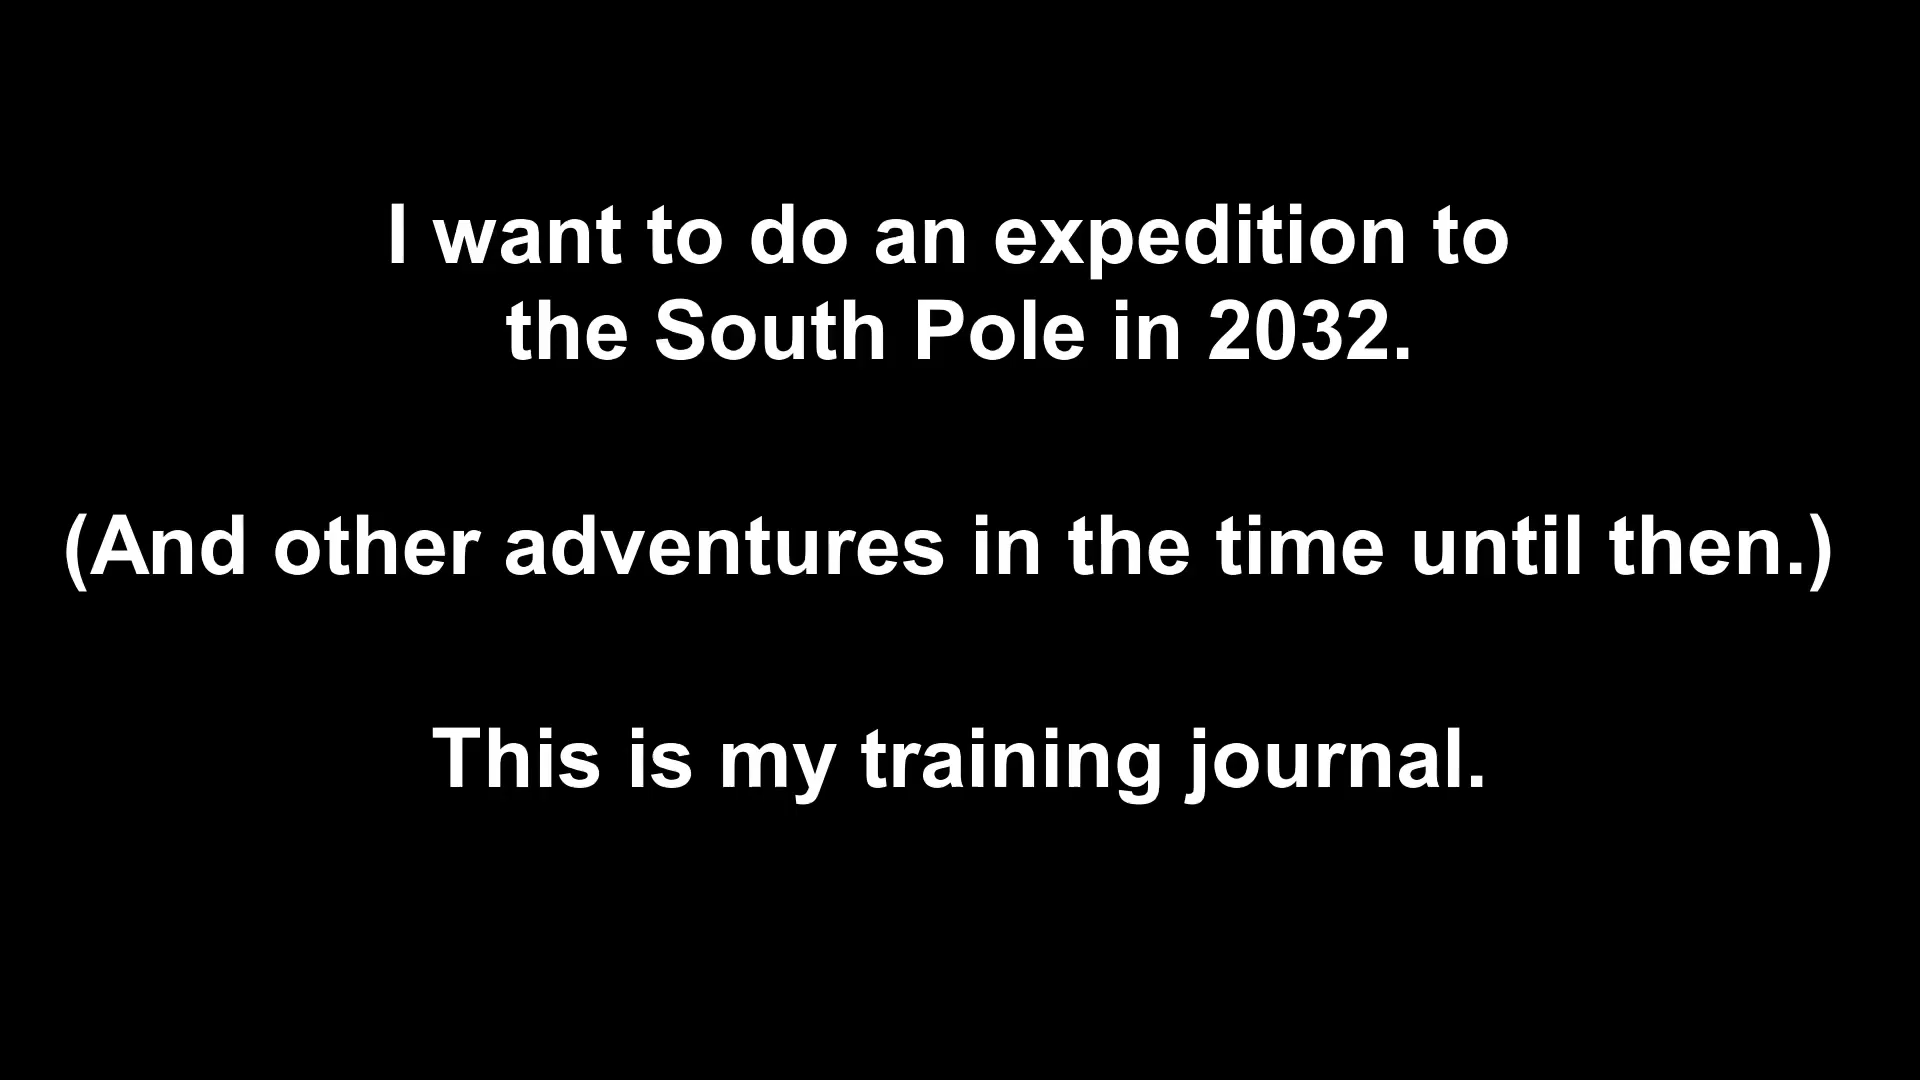 I want to do an expedition to
the South Pole in 2032.
(And other adventures in the time until then.)
This is my training journal.